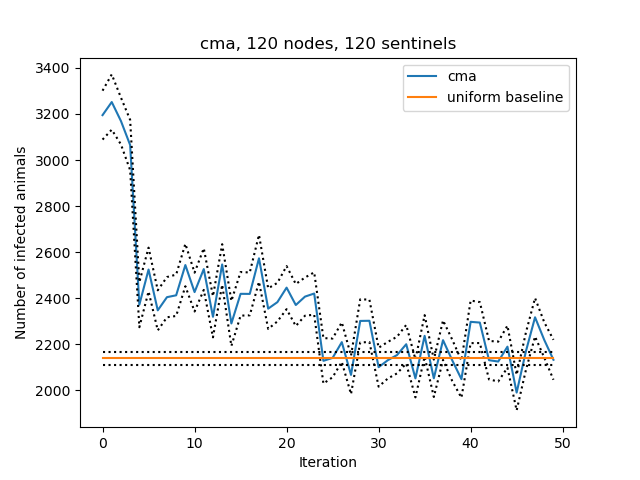 cma, 120 nodes, 120 sentinels
cma
uniform baseline
Number of infected animals
3400
3200
3000
2800
2600
2400
2200
2000
0 10 20 30 40 50
Iteration